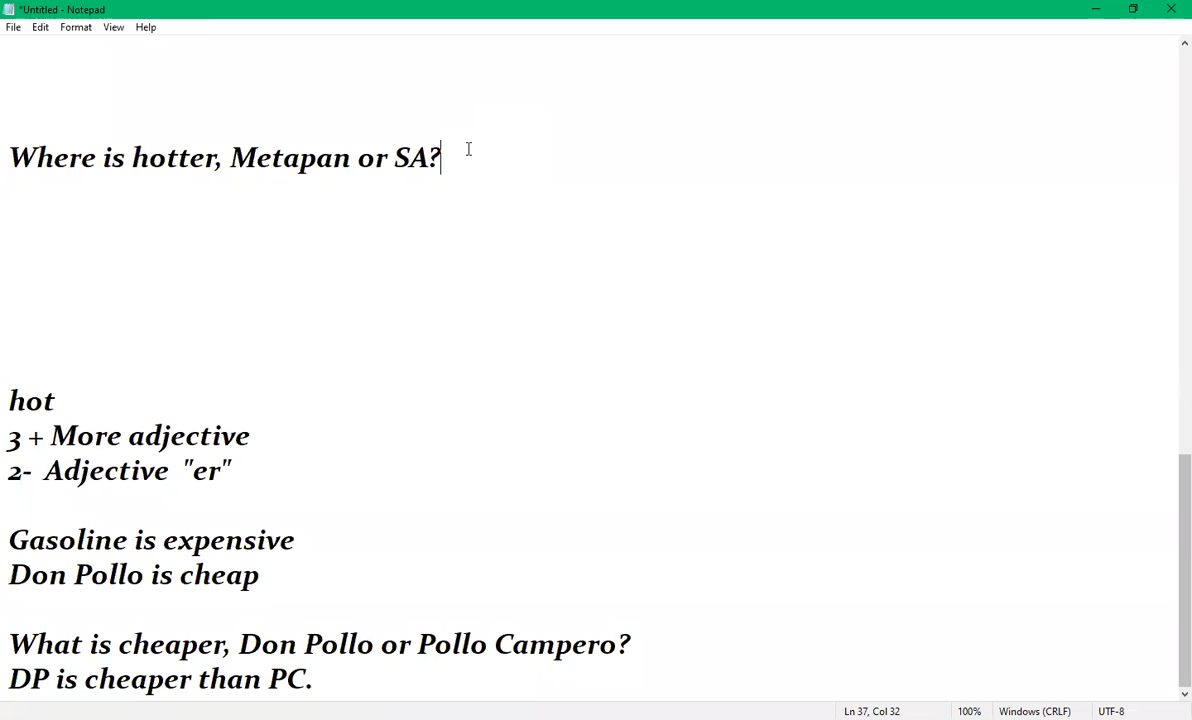 *Untitled - Notepad
File Edit Format View Help
Where is hotter, Metapan or SA?
hot
3 + More adjective
2- Adjective "er"
Gasoline is expensive
Don Pollo is cheap
What is cheaper, Don Pollo or Pollo Campero?
DP is cheaper than PC.
Ln 37, Col 32 100% Windows (CRLF) UTF-8